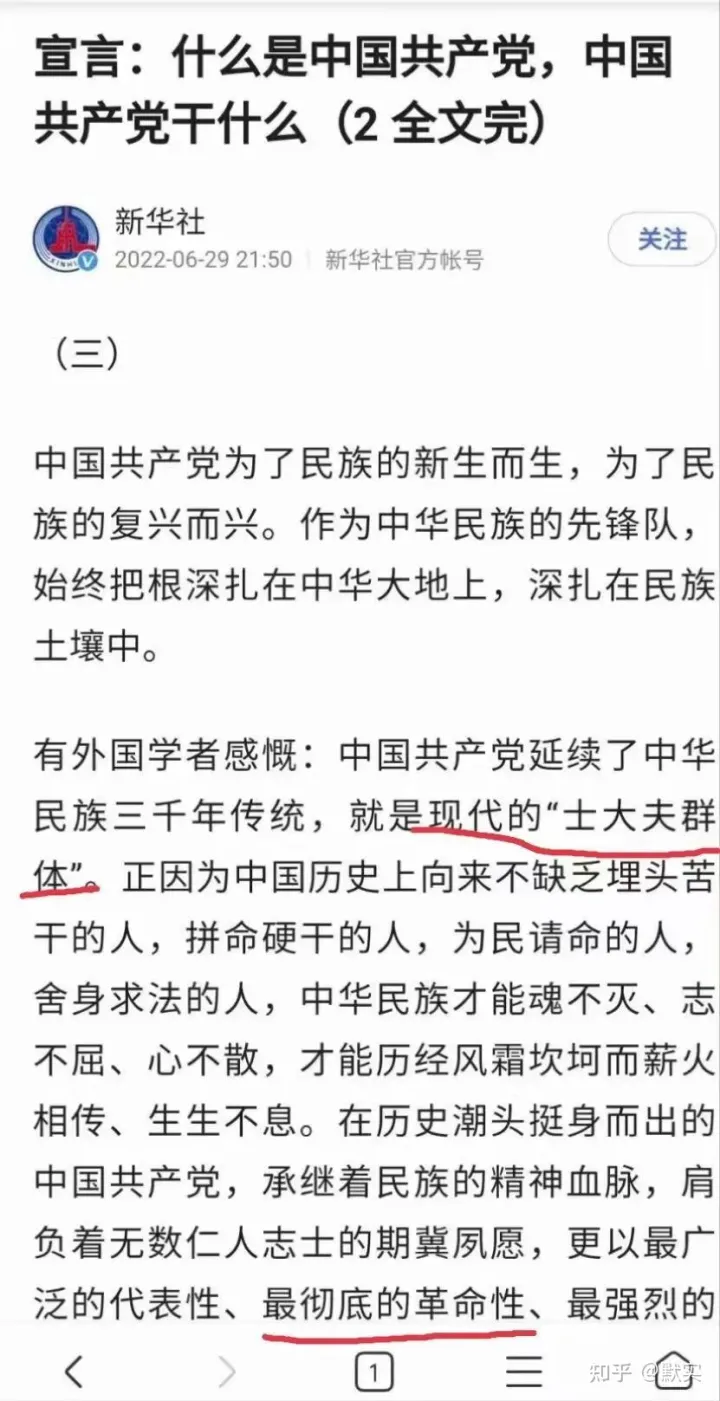 宣言：什么是中国共产党，中国
共产党干什么（2 全文完）
新华社
2022-06-29 21:50 | 新华社官方帐号
关注
（三）
中国共产党为了民族的新生而生，为了民
族的复兴而兴。作为中华民族的先锋队，
始终把根深扎在中华大地上，深扎在民族
土壤中。
有外国学者感慨：中国共产党延续了中华
民族三千年传统，就是现代的“士大夫群
体”。正因为中国历史上向来不缺乏埋头苦
干的人，拼命硬干的人，为民请命的人，
舍身求法的人，中华民族才能魂不灭、志
不屈、心不散，才能历经风霜坎坷而薪火
相传、生生不息。在历史潮头挺身而出的
中国共产党，承继着民族的精神血脉，肩
负着无数仁人志士的期冀夙愿，更以最广
泛的代表性、最彻底的革命性、最强烈的
1
知乎 @默实